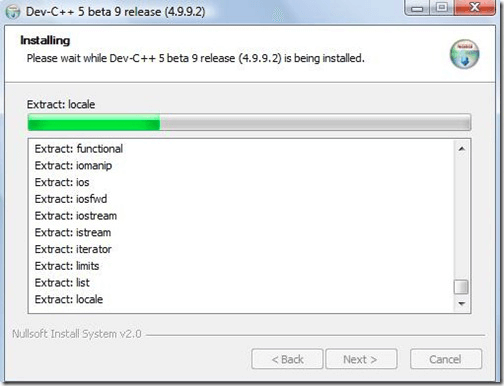 Dev-C++ 5 beta 9 release (4.9.9.2)
Installing
Please wait while Dev-C++ 5 beta 9 release (4.9.9.2) is being installed.
Extract: locale
Extract: functional
Extract: iomanip
Extract: ios
Extract: iosfwd
Extract: iostream
Extract: istream
Extract: iterator
Extract: limits
Extract: list
Extract: locale
Nullsoft Install System v2.0
< Back
Next >
Cancel